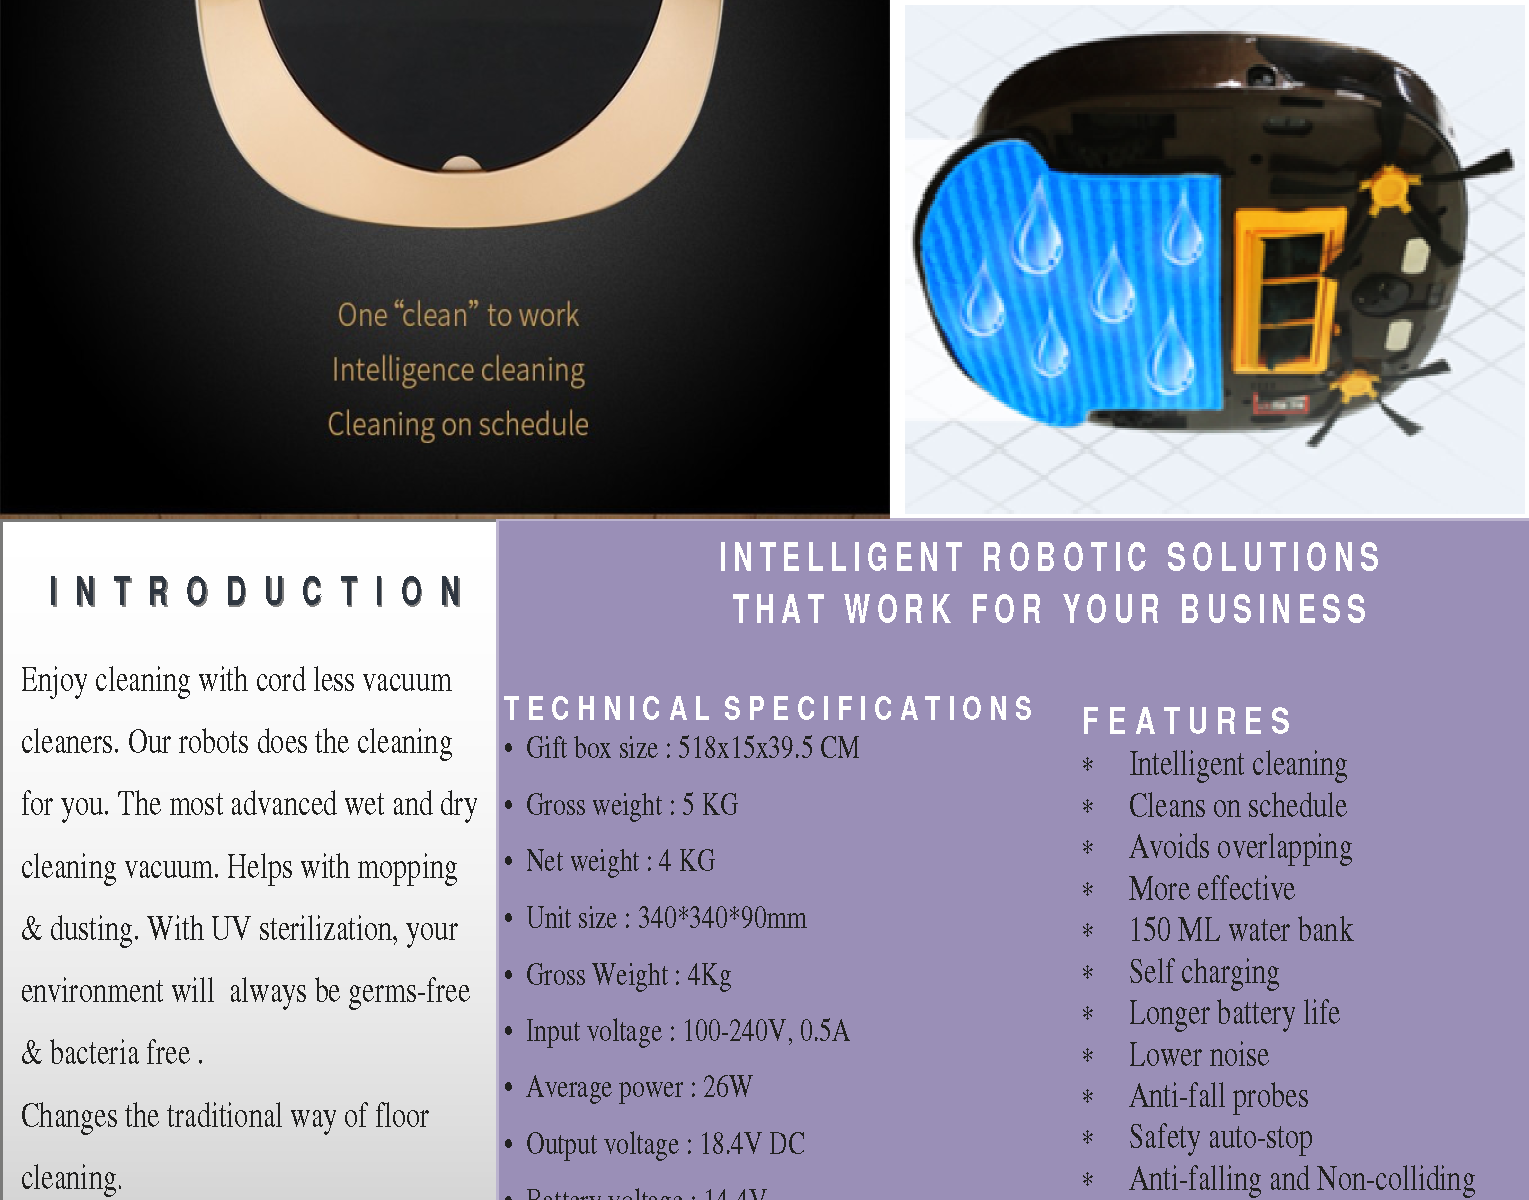 One “clean” to work
Intelligence cleaning
Cleaning on schedule
INTRODUCTION
Enjoy cleaning with cord less vacuum
cleaners. Our robots does the cleaning
for you. The most advanced wet and dry
cleaning vacuum. Helps with mopping
& dusting. With UV sterilization, your
environment will  always be germs-free
& bacteria free .
Changes the traditional way of floor
cleaning.
INTELLIGENT ROBOTIC SOLUTIONS
THAT WORK FOR YOUR BUSINESS
TECHNICAL SPECIFICATIONS
• Gift box size : 518x15x39.5 CM
• Gross weight : 5 KG
• Net weight : 4 KG
• Unit size : 340*340*90mm
• Gross Weight : 4Kg
• Input voltage : 100-240V, 0.5A
• Average power : 26W
• Output voltage : 18.4V DC
• Battery voltage : 14.4V
FEATURES
* Intelligent cleaning
* Cleans on schedule
* Avoids overlapping
* More effective
* 150 ML water bank
* Self charging
* Longer battery life
* Lower noise
* Anti-fall probes
* Safety auto-stop
* Anti-falling and Non-colliding